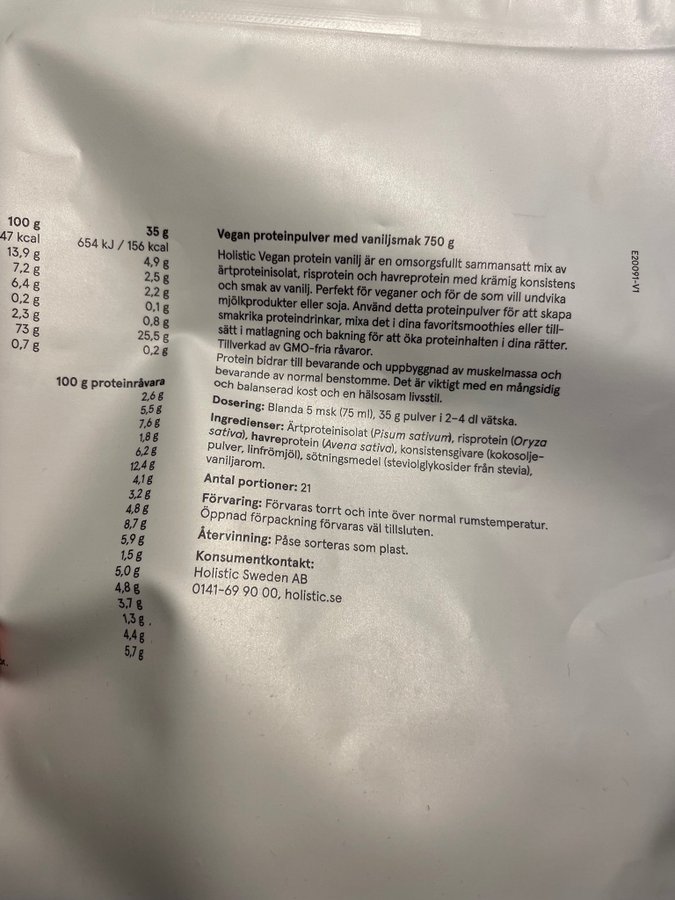 100 g
35 g
47 kcal
654 kJ / 156 kcal
13,9 g
4,9 g
7,2 g
2,5 g
6,4 g
2,2 g
0,2 g
0,1 g
2,3 g
0,8 g
73 g
25,5 g
0,7 g
0,2 g
100 g proteinråvara
2,6 g
5,5 g
7,6 g
1,8 g
6,2 g
12,4 g
4,1 g
3,2 g
4,8 g
8,7 g
5,9 g
1,5 g
5,0 g
4,8 g
3,7 g
1,3 g
4,4 g
5,7 g
Vegan proteinpulver med vaniljsmak 750 g
Holistic Vegan protein vanilj är en omsorgsfullt sammansatt mix av
ärtproteinisolat, risprotein och havreprotein med krämig konsistens
och smak av vanilj. Perfekt för veganer och för de som vill undvika
mjölkprodukter eller soja. Använd detta proteinpulver för att skapa
smakrika proteindrinkar, mixa det i dina favoritsmoothies eller till-
sätt i matlagning och bakning för att öka proteinhalten i dina rätter.
Tillverkad av GMO-fria råvaror.
Protein bidrar till bevarande och uppbyggnad av muskelmassa och
bevarande av normal benstomme. Det är viktigt med en mångsidig
och balanserad kost och en hälsosam livsstil.
Dosering: Blanda 5 msk (75 ml), 35 g pulver i 2–4 dl vätska.
Ingredienser: Ärtproteinisolat (Pisum sativum), risprotein (Oryza
sativa), havreprotein (Avena sativa), konsistensgivare (kokosolje-
pulver, linfrömjöl), sötningsmedel (steviolglykosider från stevia),
vaniljarom.
Antal portioner: 21
Förvaring: Förvaras torrt och inte över normal rumstemperatur.
Öppnad förpackning förvaras väl tillsluten.
Återvinning: Påse sorteras som plast.
Konsumentkontakt:
Holistic Sweden AB
0141-69 90 00, holistic.se
E20091-V1